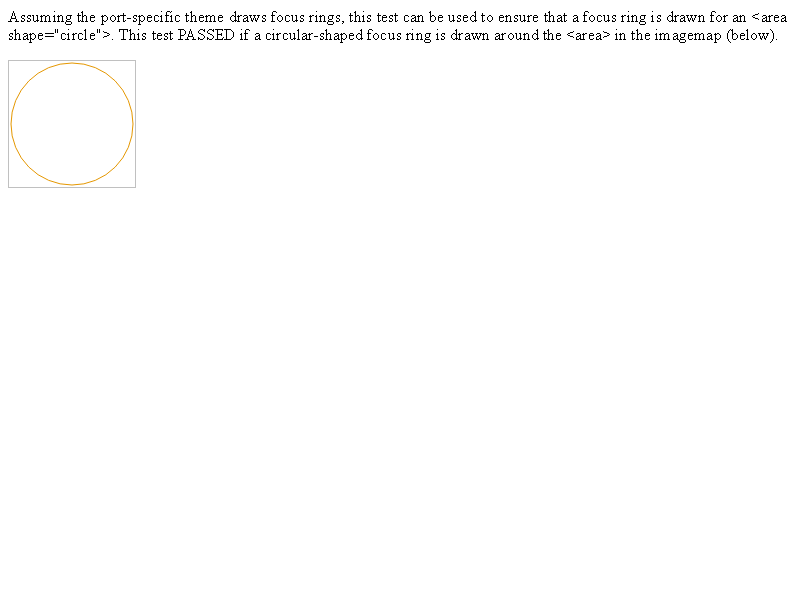 Assuming the port-specific theme draws focus rings, this test can be used to ensure that a focus ring is drawn for an <area
shape="circle">. This test PASSED if a circular-shaped focus ring is drawn around the <area> in the imagemap (below).